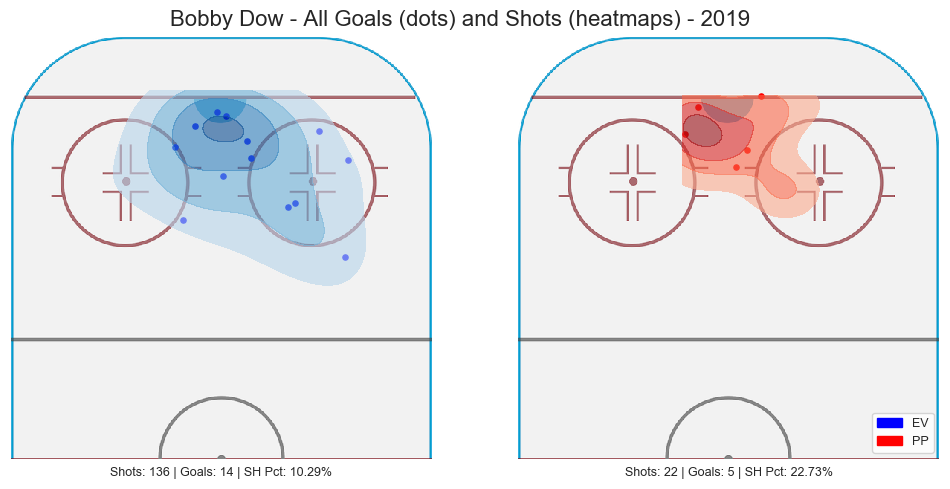 Bobby Dow - All Goals (dots) and Shots (heatmaps) - 2019
EV
PP
Shots: 136 | Goals: 14 | SH Pct: 10.29%
Shots: 22 | Goals: 5 | SH Pct: 22.73%